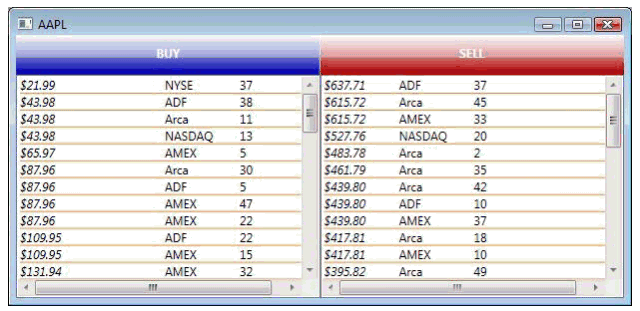 AAPL
BUY SELL
$21.99 NYSE 37 $637.71 ADF 37
$43.98 ADF 38 $615.72 Arca 45
$43.98 Arca 11 $615.72 AMEX 33
$43.98 NASDAQ 13 $527.76 NASDAQ 20
$65.97 AMEX 5 $483.78 Arca 2
$87.96 Arca 30 $461.79 Arca 35
$87.96 ADF 5 $439.80 Arca 42
$87.96 AMEX 47 $439.80 ADF 10
$87.96 AMEX 22 $439.80 AMEX 37
$109.95 ADF 22 $417.81 Arca 18
$109.95 AMEX 15 $417.81 AMEX 10
$131.94 AMEX 32 $395.82 Arca 49